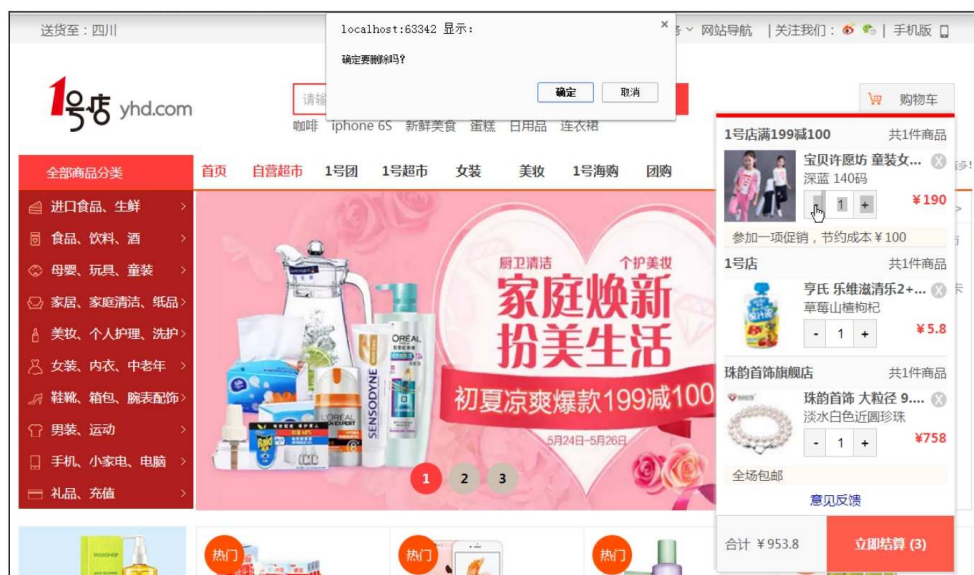 送货至：四川
localhost:63342 显示：
×
网站导航
关注我们：
手机版
确定要删除吗？
确定
取消
1号店 yhd.com
购物车
咖啡 iphone 6S 新鲜美食 蛋糕 日用品 连衣裙
全部商品分类
首页 自营超市 1号团 1号超市 女装 美妆 1号海购 团购
进口食品、生鲜 >
食品、饮料、酒 >
母婴、玩具、童装 >
家居、家庭清洁、纸品 >
美妆、个人护理、洗护 >
女装、内衣、中老年 >
鞋靴、箱包、腕表配饰 >
男装、运动 >
手机、小家电、电脑 >
礼品、充值 >
厨卫清洁 个护美妆
家庭焕新
扮美生活
初夏凉爽爆款199减100
5月24日-5月26日
L'OREAL
SENSODYNE
1 2 3
1号店满199减100 共1件商品
宝贝许愿坊 童装女... X
深蓝 140码
1 + ￥190
参加一项促销，节约成本￥100
1号店 共1件商品
亨氏 乐维滋清乐2+... X
草莓山楂枸杞
- 1 + ￥5.8
珠韵首饰旗舰店 共1件商品
珠韵首饰 大粒径 9.... X
淡水白色近圆形珍珠
- 1 + ¥758
全场包邮
意见反馈
合计 ￥953.8
立即结算 (3)
热门
热门
热门